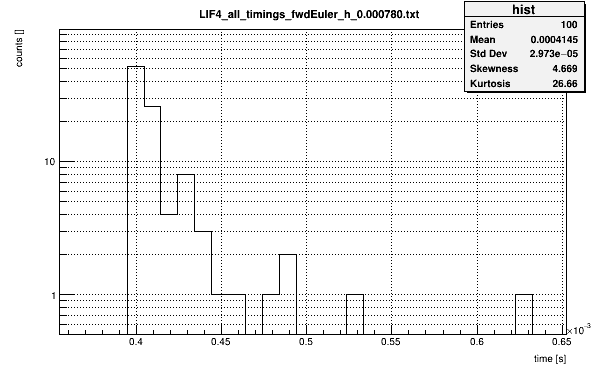 LIF4_all_timings_fwdEuler_h_0.000780.txt
hist
Entries 100
Mean 0.0004145
Std Dev 2.973e−05
Skewness 4.669
Kurtosis 26.66
counts []
10
1
0.4 0.45 0.5 0.55 0.6 0.65
×10⁻³
time [s]